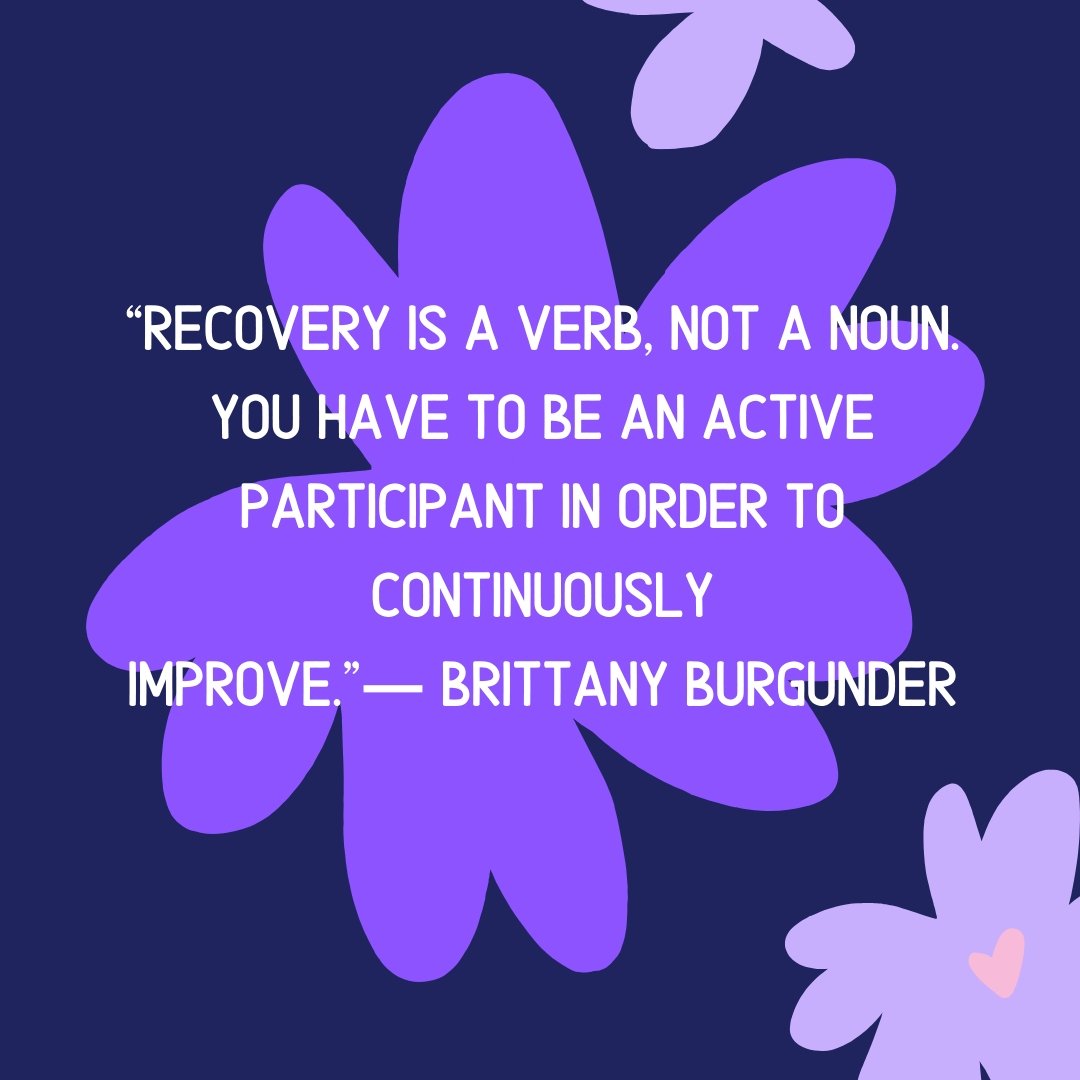 “RECOVERY IS A VERB, NOT A NOUN.
YOU HAVE TO BE AN ACTIVE
PARTICIPANT IN ORDER TO
CONTINUOUSLY
IMPROVE.”— BRITTANY BURGUNDER